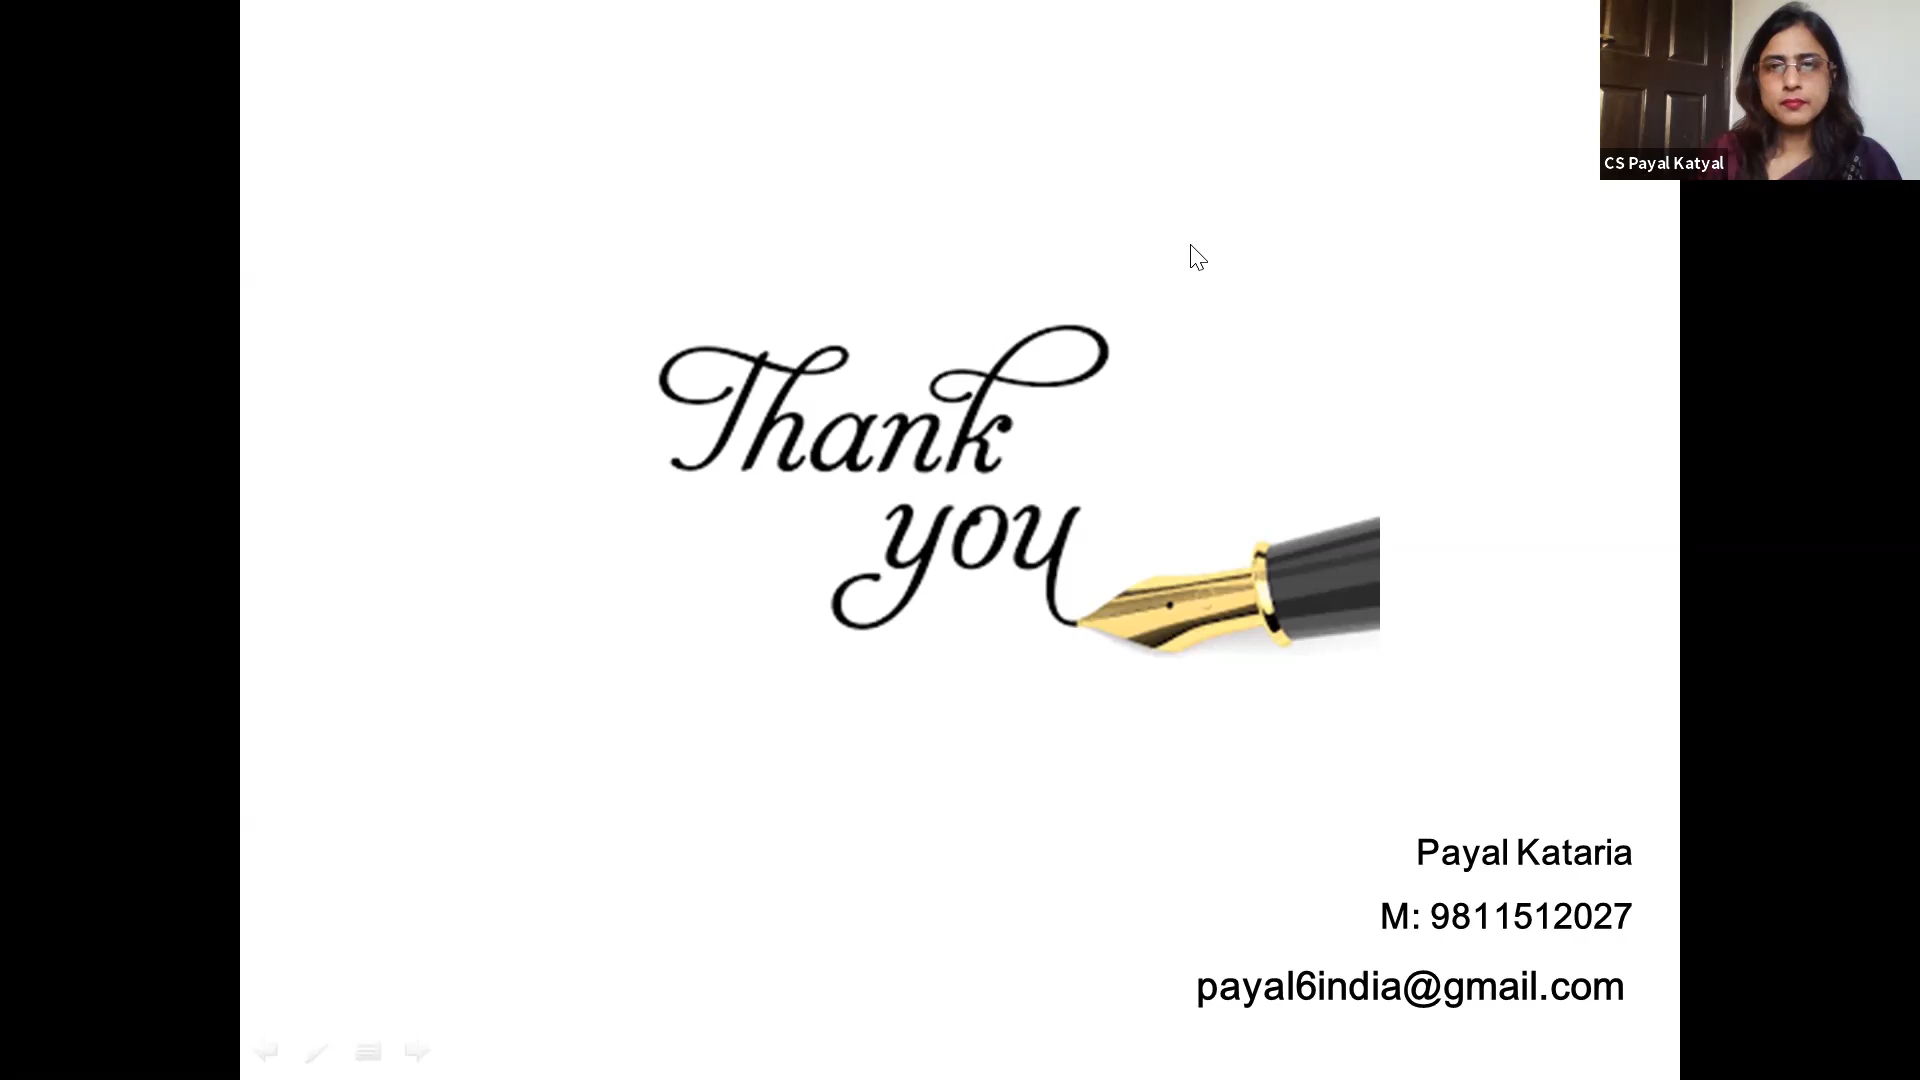 CS Payal Katyal
Thank
you
Payal Kataria
M: 9811512027
payal6india@gmail.com